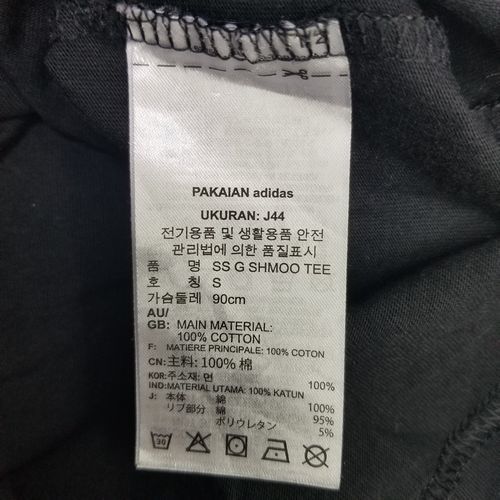 PAKAIAN adidas
UKURAN: J44
전기용품 및 생활용품 안전
관리법에 의한 품질표시
품 명 SS G SHMOO TEE
호 칭 S
가슴둘레 90cm
AU/
GB: MAIN MATERIAL:
100% COTTON
F: MATIERE PRINCIPALE: 100% COTON
CN: 主料: 100% 棉
KOR: 주소재: 면 100%
IND: MATERIAL UTAMA: 100% KATUN
J: 本体 綿 100%
リブ部分 綿 95%
ポリウレタン 5%
30